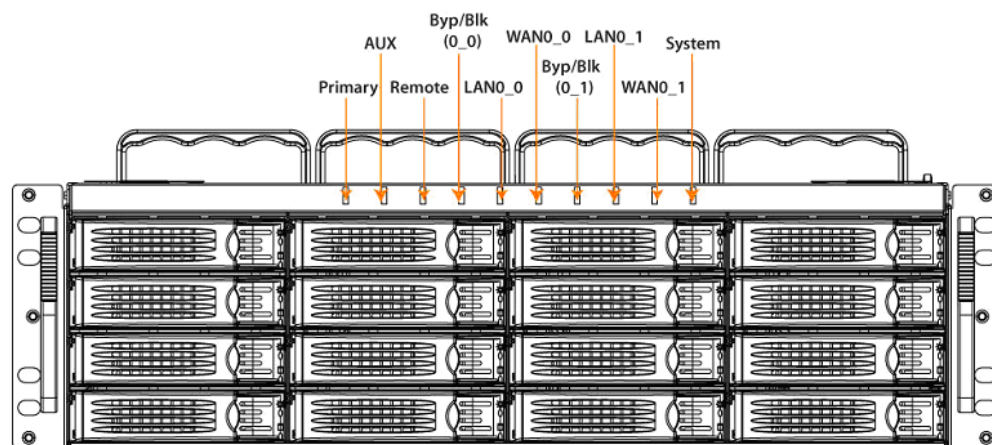 Primary
AUX
Remote
Byp/Blk
(0_0)
LAN0_0
WAN0_0
Byp/Blk
(0_1)
LAN0_1
WAN0_1
System